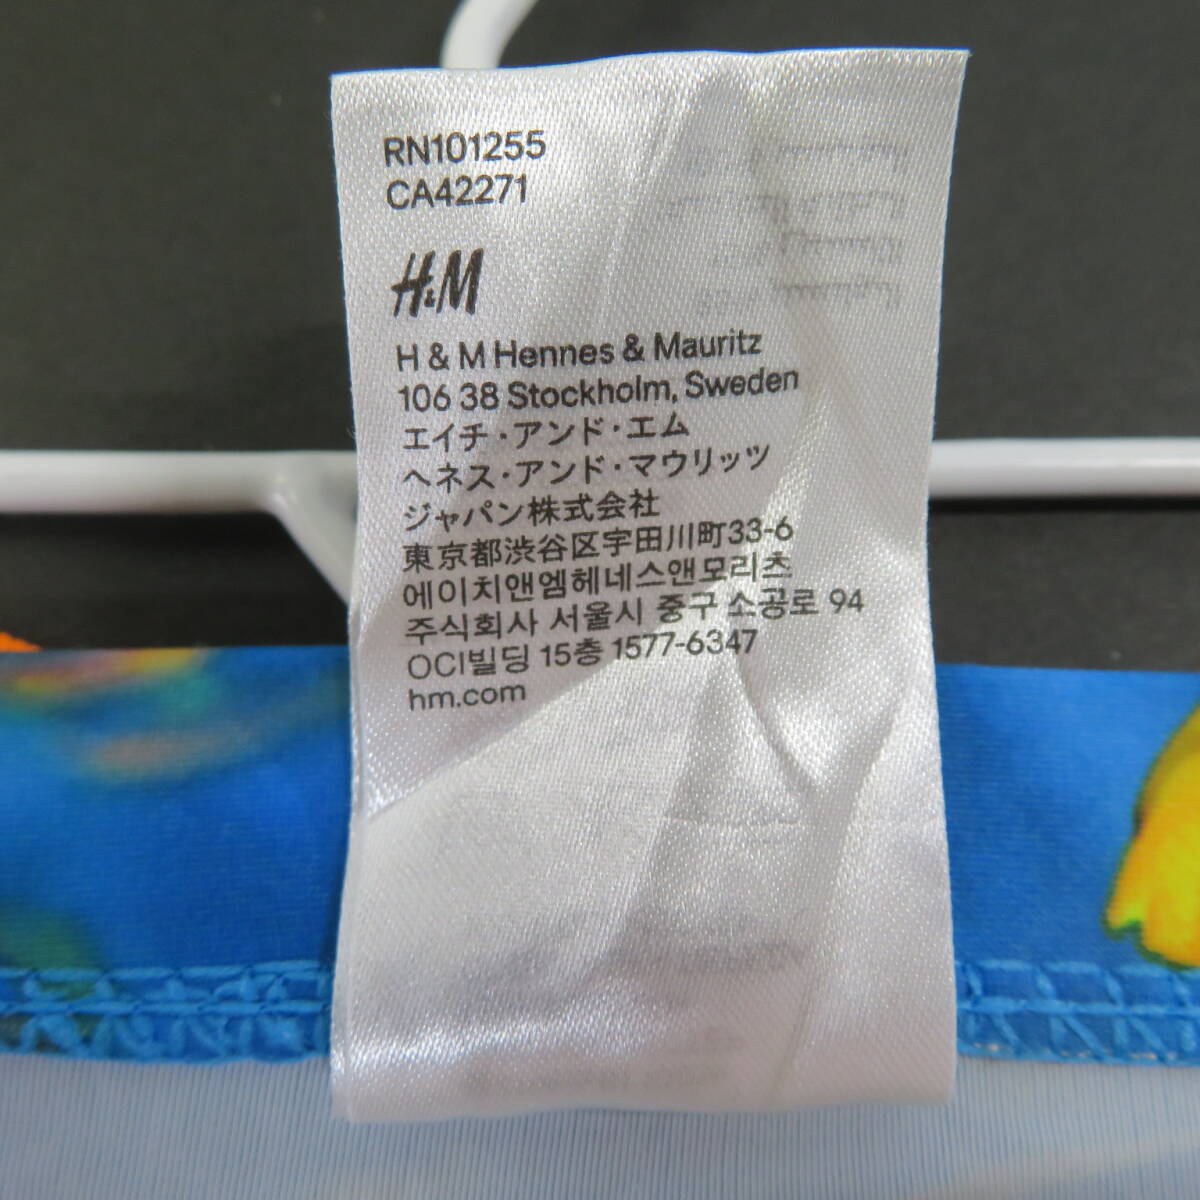 RN101255
CA42271
H&M
H & M Hennes & Mauritz
106 38 Stockholm, Sweden
エイチ・アンド・エム
ヘネス・アンド・マウリッツ
ジャパン株式会社
東京都渋谷区宇田川町33-6
에이치앤엠헤네스앤모리츠
주식회사 서울시 중구 소공로 94
OCI빌딩 15층 1577-6347
hm.com